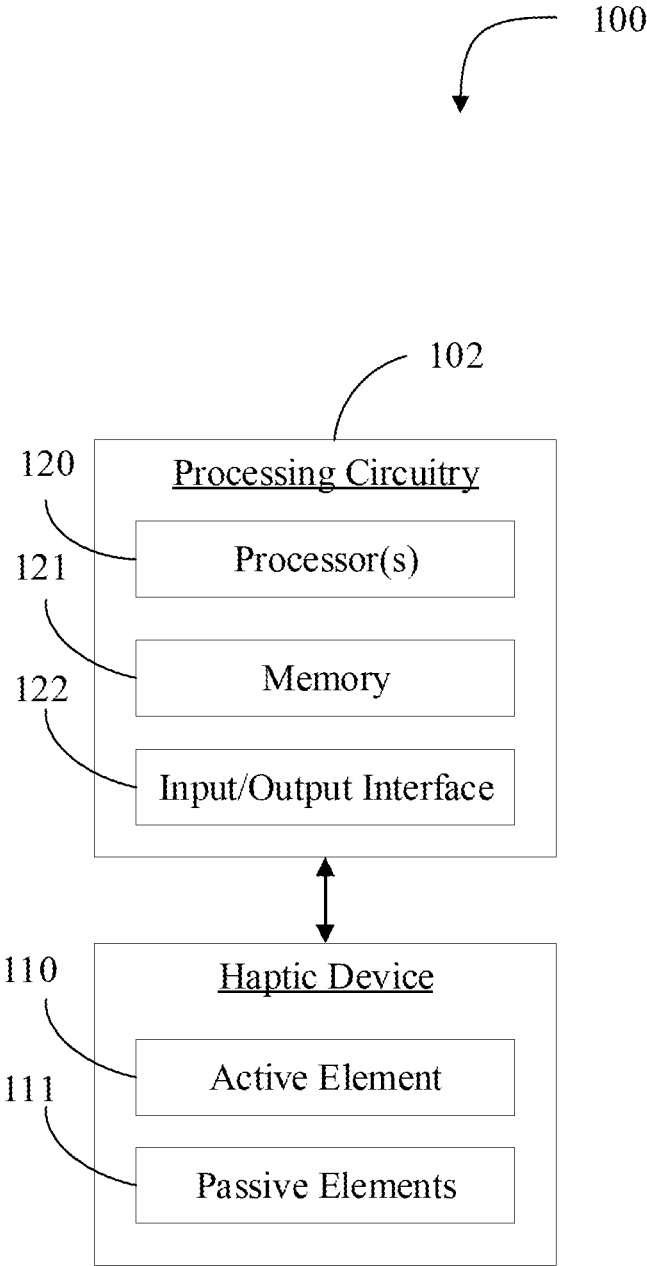 100
102
Processing Circuitry
120
Processor(s)
121
Memory
122
Input/Output Interface
Haptic Device
110
Active Element
111
Passive Elements